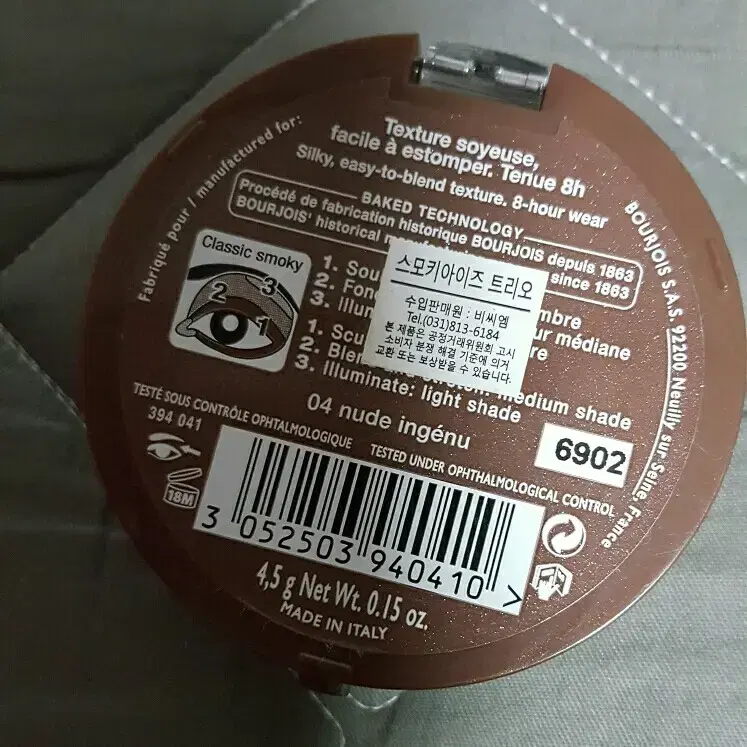 Texture soyeuse,
facile à estomper. Tenue 8h
Silky, easy-to-blend texture. 8-hour wear
BAKED TECHNOLOGY
Procédé de fabrication historique BOURJOIS depuis 1863
BOURJOIS' historical since 1863
Fabriqué pour / manufactured for:
BOURJOIS S.A.S. 92200 Neuilly sur Seine, France
Classic smoky
3
2
1
스모키아이즈 트리오
수입판매원 : 비씨엠
Tel.(031)813-6184
본 제품은 공정거래위원회 고시
소비자 분쟁 해결 기준에 의거
교환 또는 보상받을 수 있습니다.
1.
2. médiane
3.
1.
2. medium shade
3. Illuminate: light shade
04 nude ingénu
6902
TESTÉ SOUS CONTRÔLE OPHTALMOLOGIQUE TESTED UNDER OPHTHALMOLOGICAL CONTROL
394 041
18M
3 052503 940410 >
4,5 g Net Wt. 0.15 oz.
MADE IN ITALY